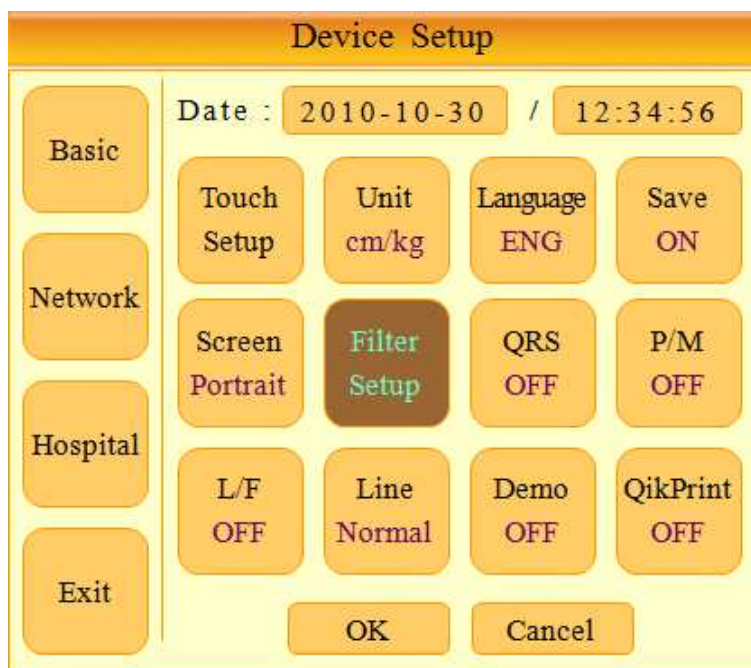 Device Setup
Date : 2010-10-30 / 12:34:56
Basic
Network
Hospital
Exit
Touch
Setup
Unit
cm/kg
Language
ENG
Save
ON
Screen
Portrait
Filter
Setup
QRS
OFF
P/M
OFF
L/F
OFF
Line
Normal
Demo
OFF
QikPrint
OFF
OK
Cancel